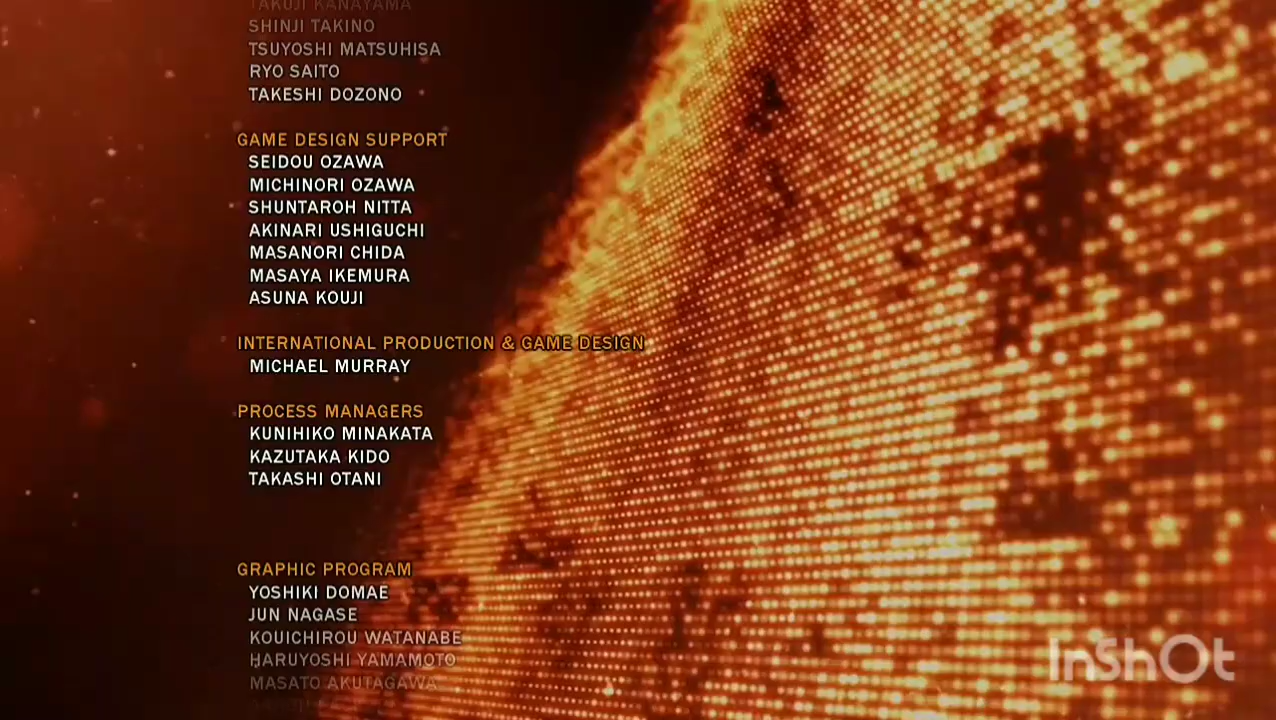 TAKUJI KANAYAMA
SHINJI TAKINO
TSUYOSHI MATSUHISA
RYO SAITO
TAKESHI DOZONO
GAME DESIGN SUPPORT
SEIDOU OZAWA
MICHINORI OZAWA
SHUNTAROH NITTA
AKINARI USHIGUCHI
MASANORI CHIDA
MASAYA IKEMURA
ASUNA KOUJI
INTERNATIONAL PRODUCTION & GAME DESIGN
MICHAEL MURRAY
PROCESS MANAGERS
KUNIHIKO MINAKATA
KAZUTAKA KIDO
TAKASHI OTANI
GRAPHIC PROGRAM
YOSHIKI DOMAE
JUN NAGASE
KOUICHIROU WATANABE
HARUYOSHI YAMAMOTO
MASATO AKUTAGAWA
InShOt